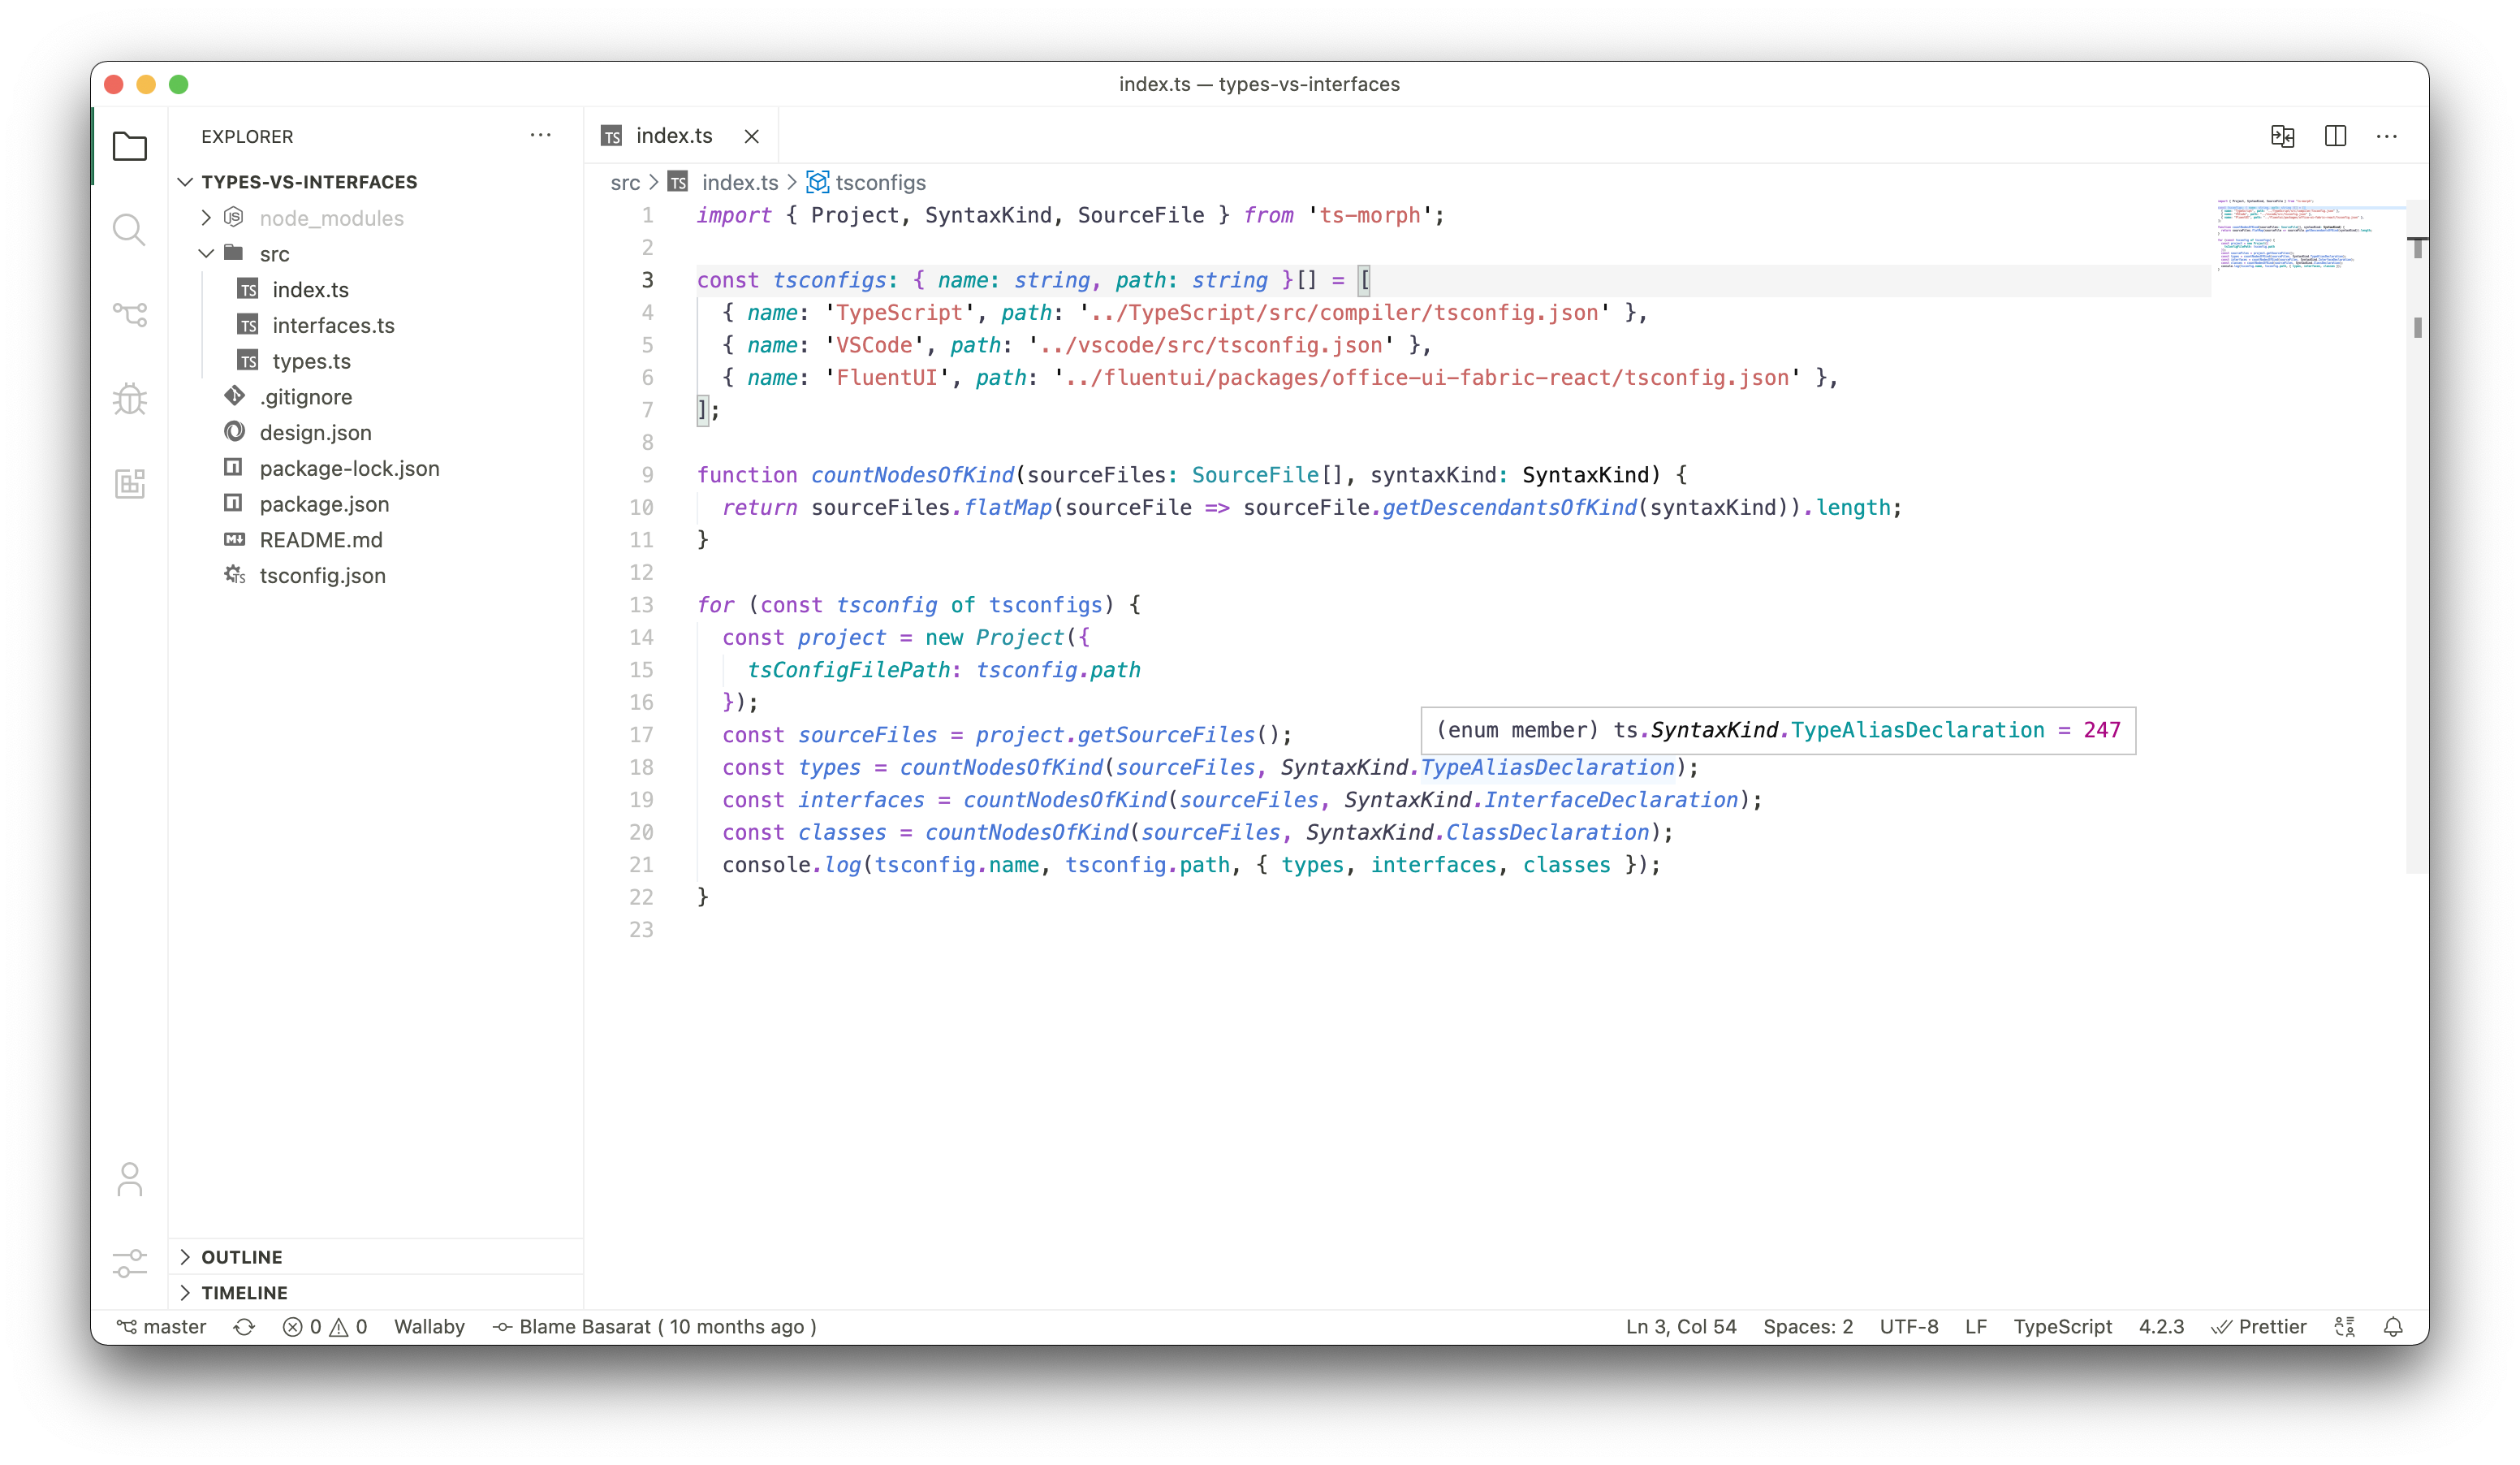 index.ts — types-vs-interfaces
EXPLORER
TYPES-VS-INTERFACES
node_modules
src
TS index.ts
TS interfaces.ts
TS types.ts
.gitignore
design.json
package-lock.json
package.json
README.md
TS tsconfig.json
OUTLINE
TIMELINE
TS index.ts
src > TS index.ts > tsconfigs
1 import { Project, SyntaxKind, SourceFile } from 'ts-morph';
2
3 const tsconfigs: { name: string, path: string }[] = [
4   { name: 'TypeScript', path: '../TypeScript/src/compiler/tsconfig.json' },
5   { name: 'VSCode', path: '../vscode/src/tsconfig.json' },
6   { name: 'FluentUI', path: '../fluentui/packages/office-ui-fabric-react/tsconfig.json' },
7 ];
8
9 function countNodesOfKind(sourceFiles: SourceFile[], syntaxKind: SyntaxKind) {
10   return sourceFiles.flatMap(sourceFile => sourceFile.getDescendantsOfKind(syntaxKind)).length;
11 }
12
13 for (const tsconfig of tsconfigs) {
14   const project = new Project({
15     tsConfigFilePath: tsconfig.path
16   });
(enum member) ts.SyntaxKind.TypeAliasDeclaration = 247
17   const sourceFiles = project.getSourceFiles();
18   const types = countNodesOfKind(sourceFiles, SyntaxKind.TypeAliasDeclaration);
19   const interfaces = countNodesOfKind(sourceFiles, SyntaxKind.InterfaceDeclaration);
20   const classes = countNodesOfKind(sourceFiles, SyntaxKind.ClassDeclaration);
21   console.log(tsconfig.name, tsconfig.path, { types, interfaces, classes });
22 }
23
master 0 0 Wallaby Blame Basarat ( 10 months ago ) Ln 3, Col 54 Spaces: 2 UTF-8 LF TypeScript 4.2.3 Prettier